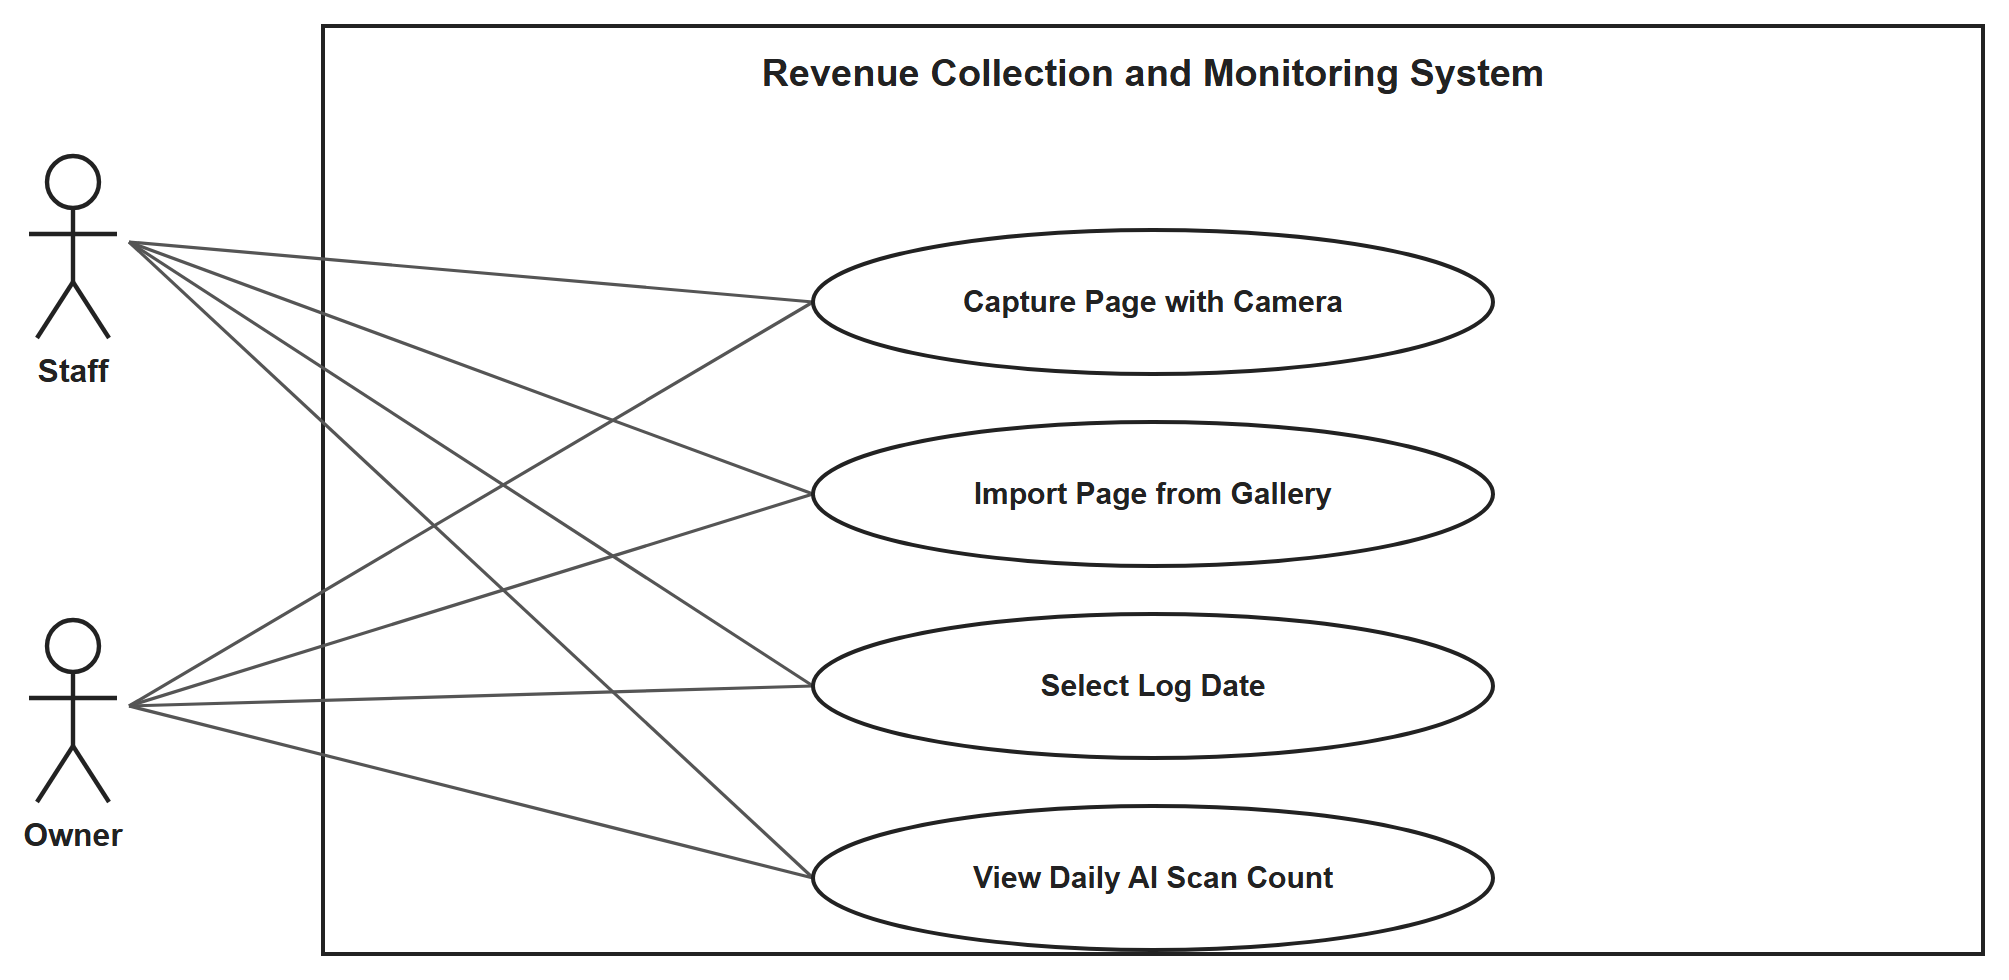 Revenue Collection and Monitoring System
Staff
Capture Page with Camera
Import Page from Gallery
Select Log Date
Owner
View Daily AI Scan Count